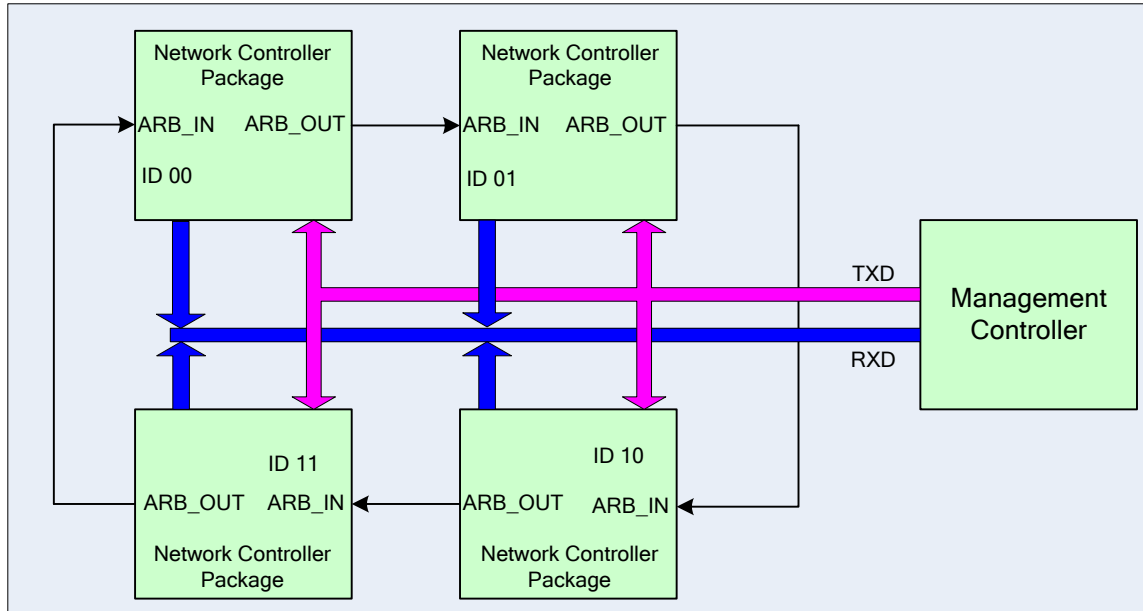 Network Controller
Package
ARB_IN
ARB_OUT
ID 00
Network Controller
Package
ARB_IN
ARB_OUT
ID 01
TXD
RXD
Management
Controller
ID 11
ARB_OUT
ARB_IN
Network Controller
Package
ID 10
ARB_OUT
ARB_IN
Network Controller
Package